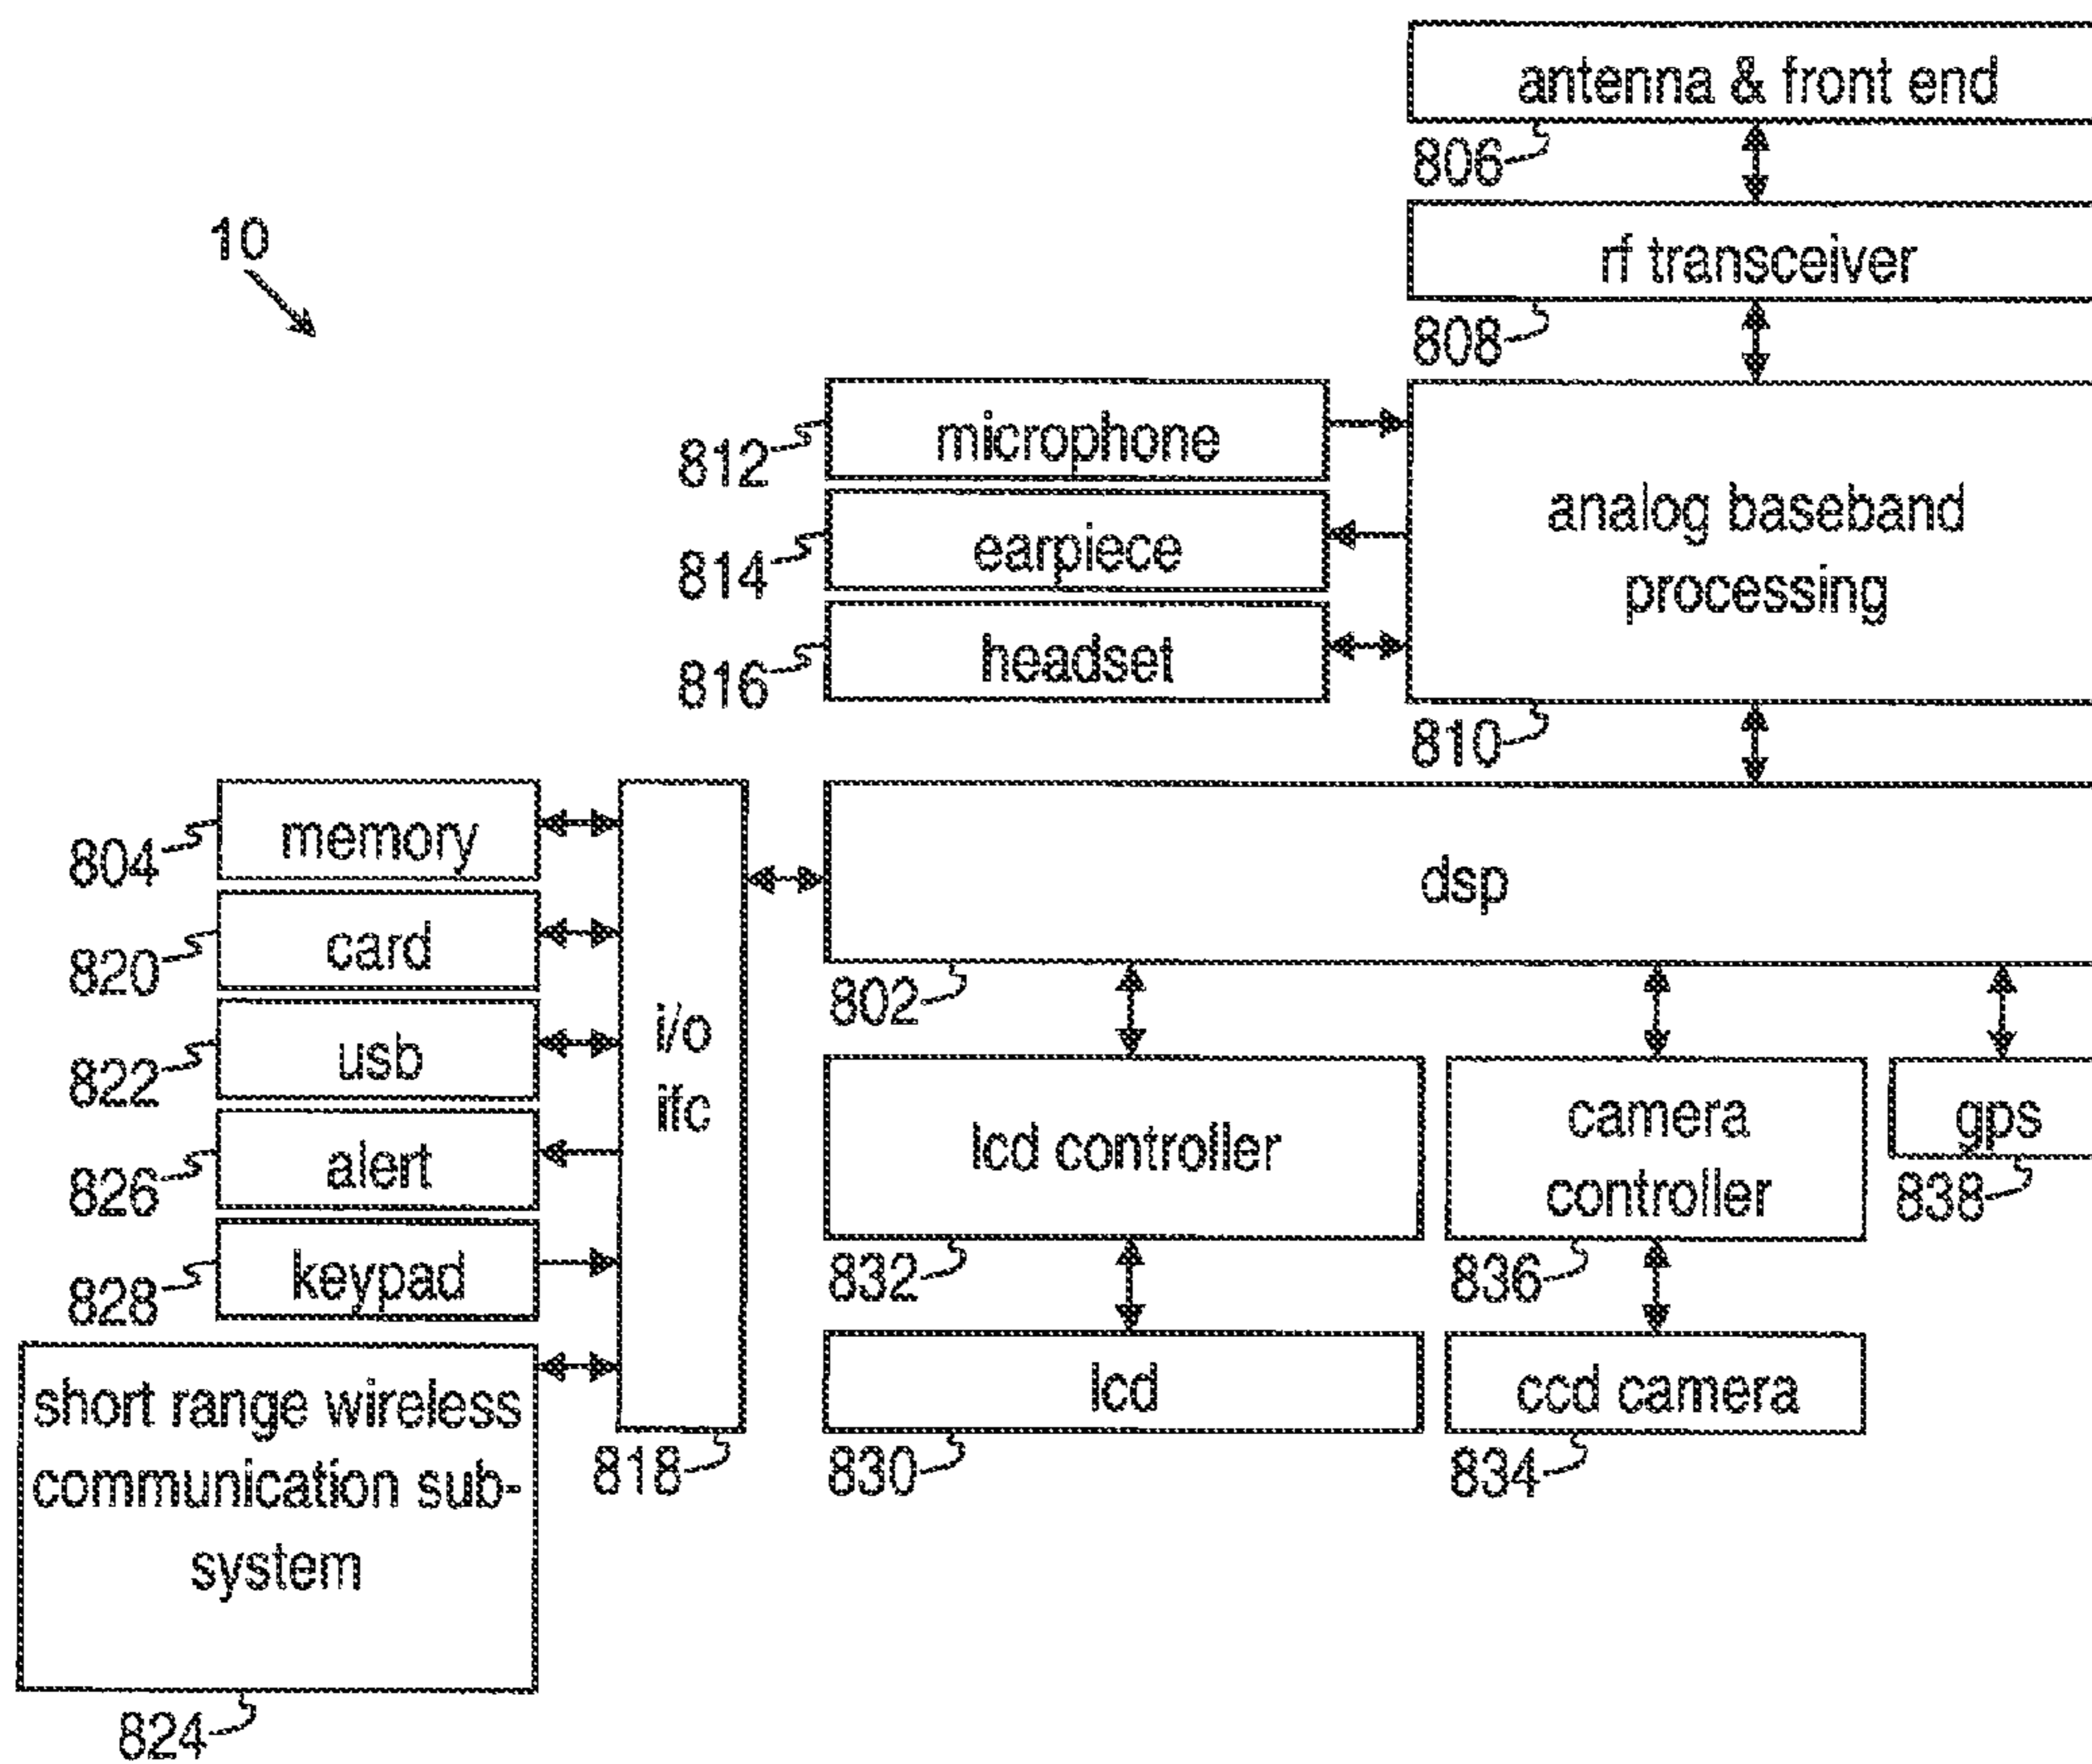 antenna & front end
806
10
rf transceiver
808
812
microphone
analog baseband
processing
814
earpiece
816
headset
810
804
memory
dsp
820
card
802
822
usb
i/o
ifc
lcd controller
camera
controller
gps
826
alert
838
828
keypad
832
836
short range wireless
communication sub-
system
lcd
ccd camera
818
830
834
824